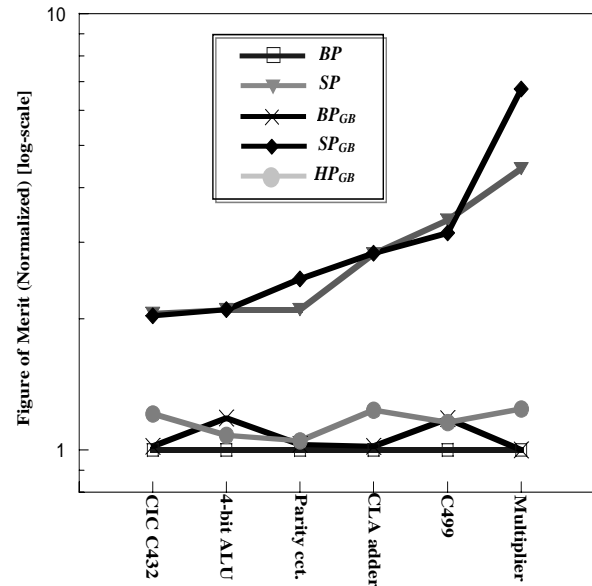 10
Figure of Merit (Normalized) [log-scale]
BP
SP
BPGB
SPGB
HPGB
1
CIC C432
4-bit ALU
Parity cct.
CLA adder
C499
Multiplier